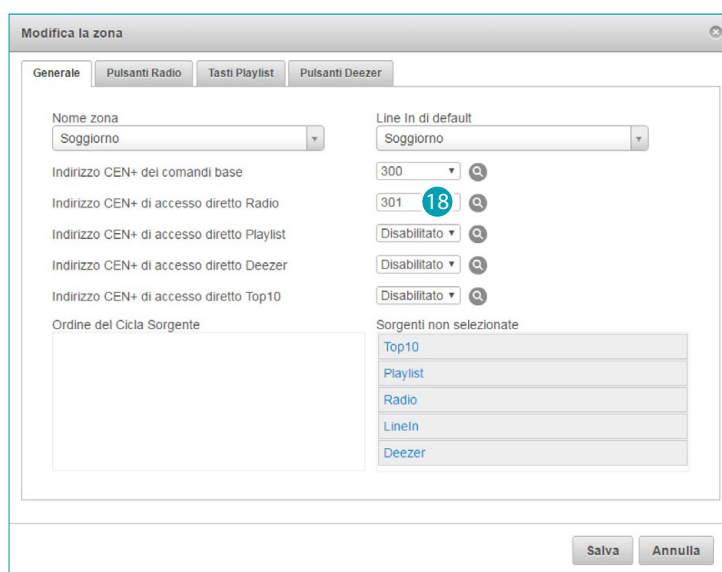 Modifica la zona
Generale
Pulsanti Radio
Tasti Playlist
Pulsanti Deezer
Nome zona
Line In di default
Soggiorno
Soggiorno
Indirizzo CEN+ dei comandi base
300
Indirizzo CEN+ di accesso diretto Radio
301
18
Indirizzo CEN+ di accesso diretto Playlist
Disabilitato
Indirizzo CEN+ di accesso diretto Deezer
Disabilitato
Indirizzo CEN+ di accesso diretto Top10
Disabilitato
Ordine del Cicla Sorgente
Sorgenti non selezionate
Top10
Playlist
Radio
LineIn
Deezer
Salva
Annulla